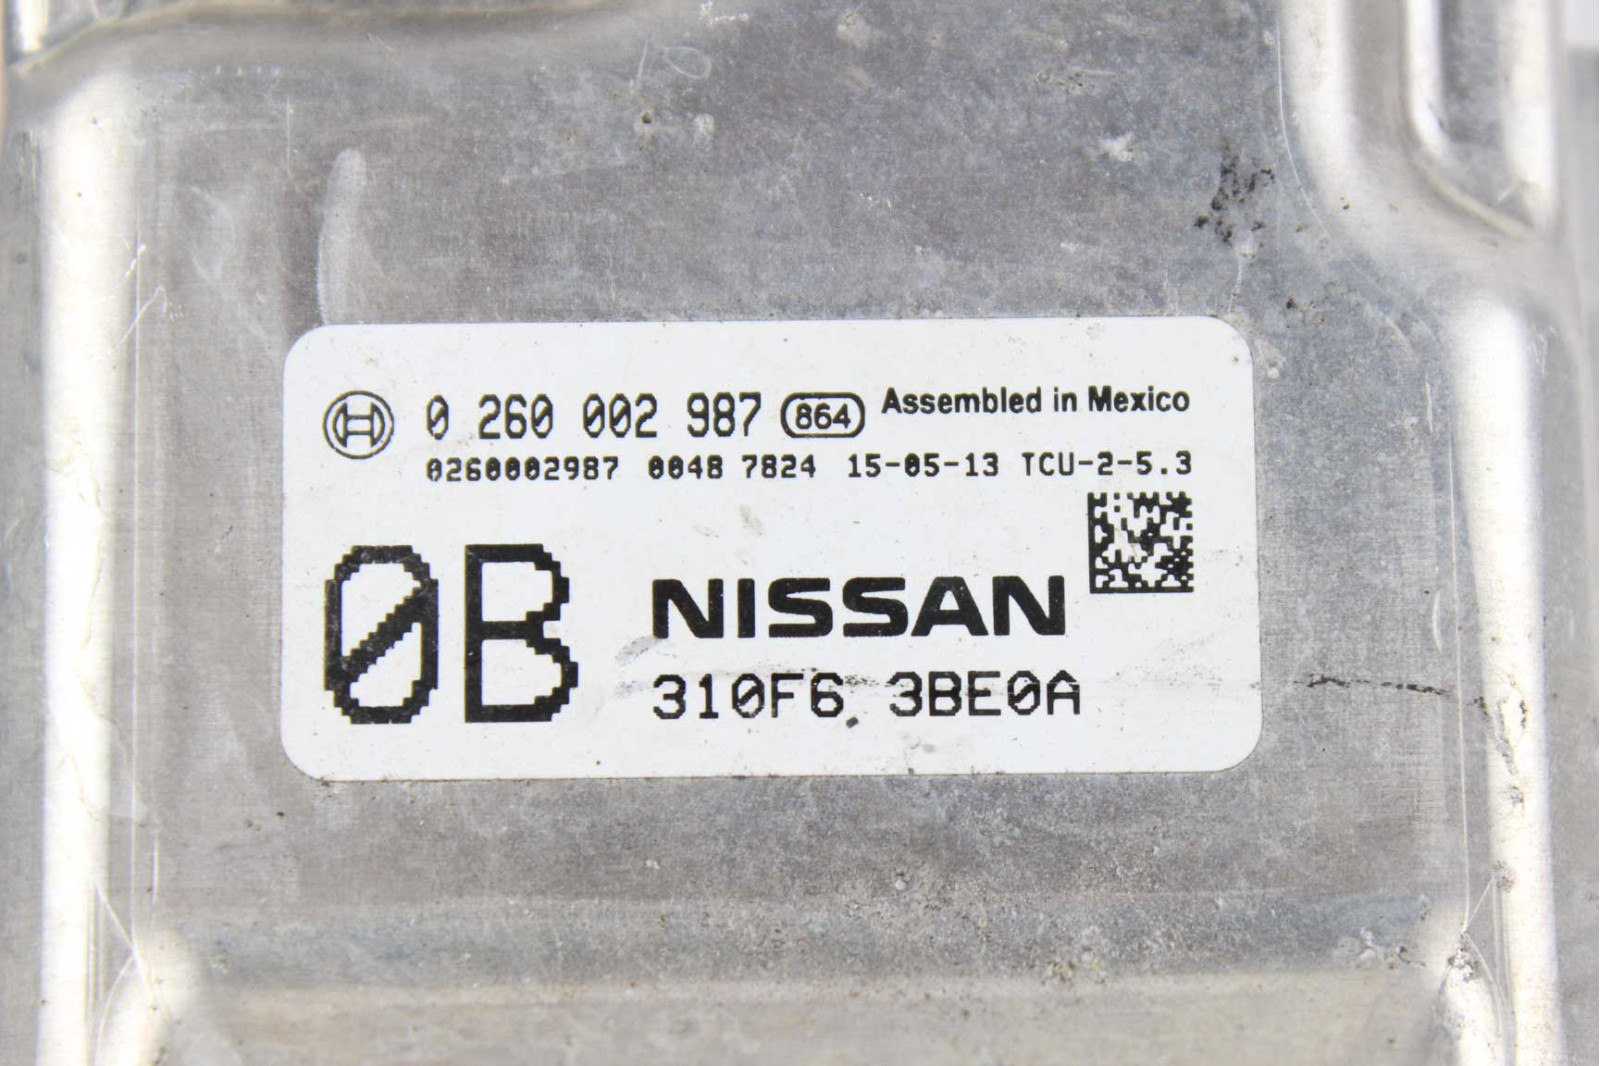 0 260 002 987 864 Assembled in Mexico
0260002987 0048 7824 15-05-13 TCU-2-5.3
0B
NISSAN
310F6 3BE0A